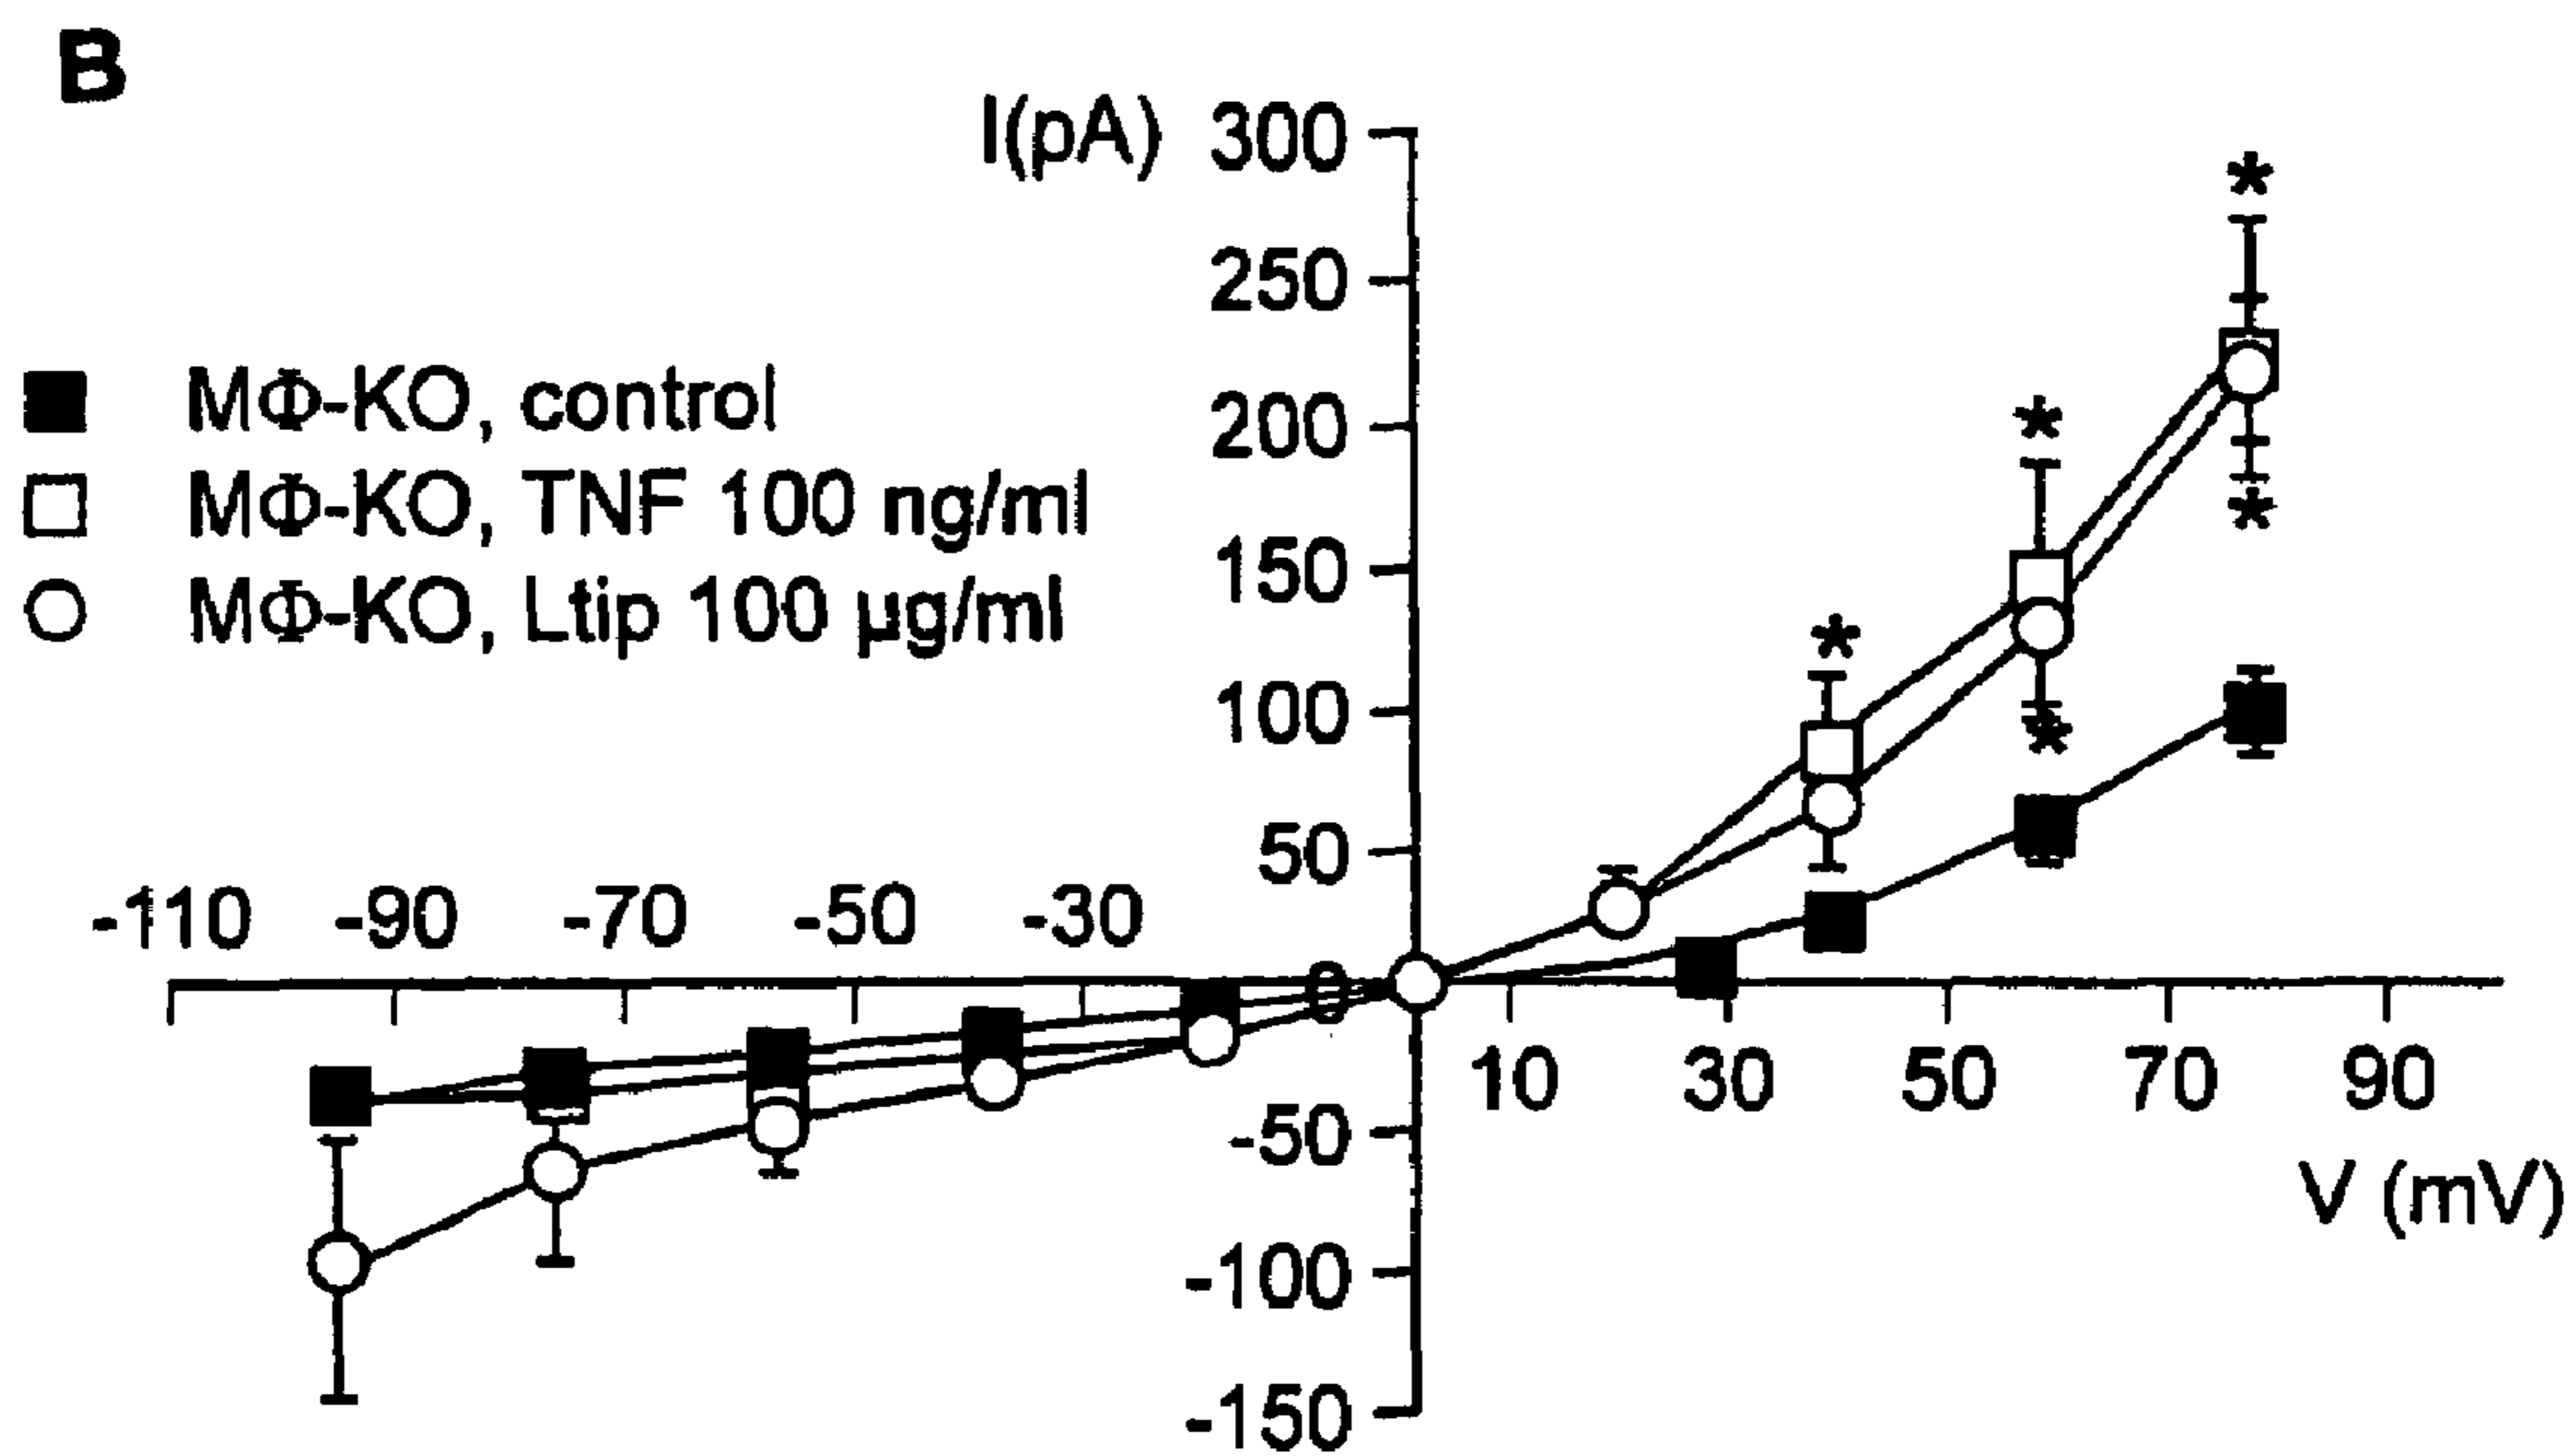 B
I(pA)
300
250
200
150
100
50
0
-50
-100
-150
■ MΦ-KO, control
□ MΦ-KO, TNF 100 ng/ml
○ MΦ-KO, Ltip 100 µg/ml
* * * * *
-110 -90 -70 -50 -30
10 30 50 70 90
V (mV)